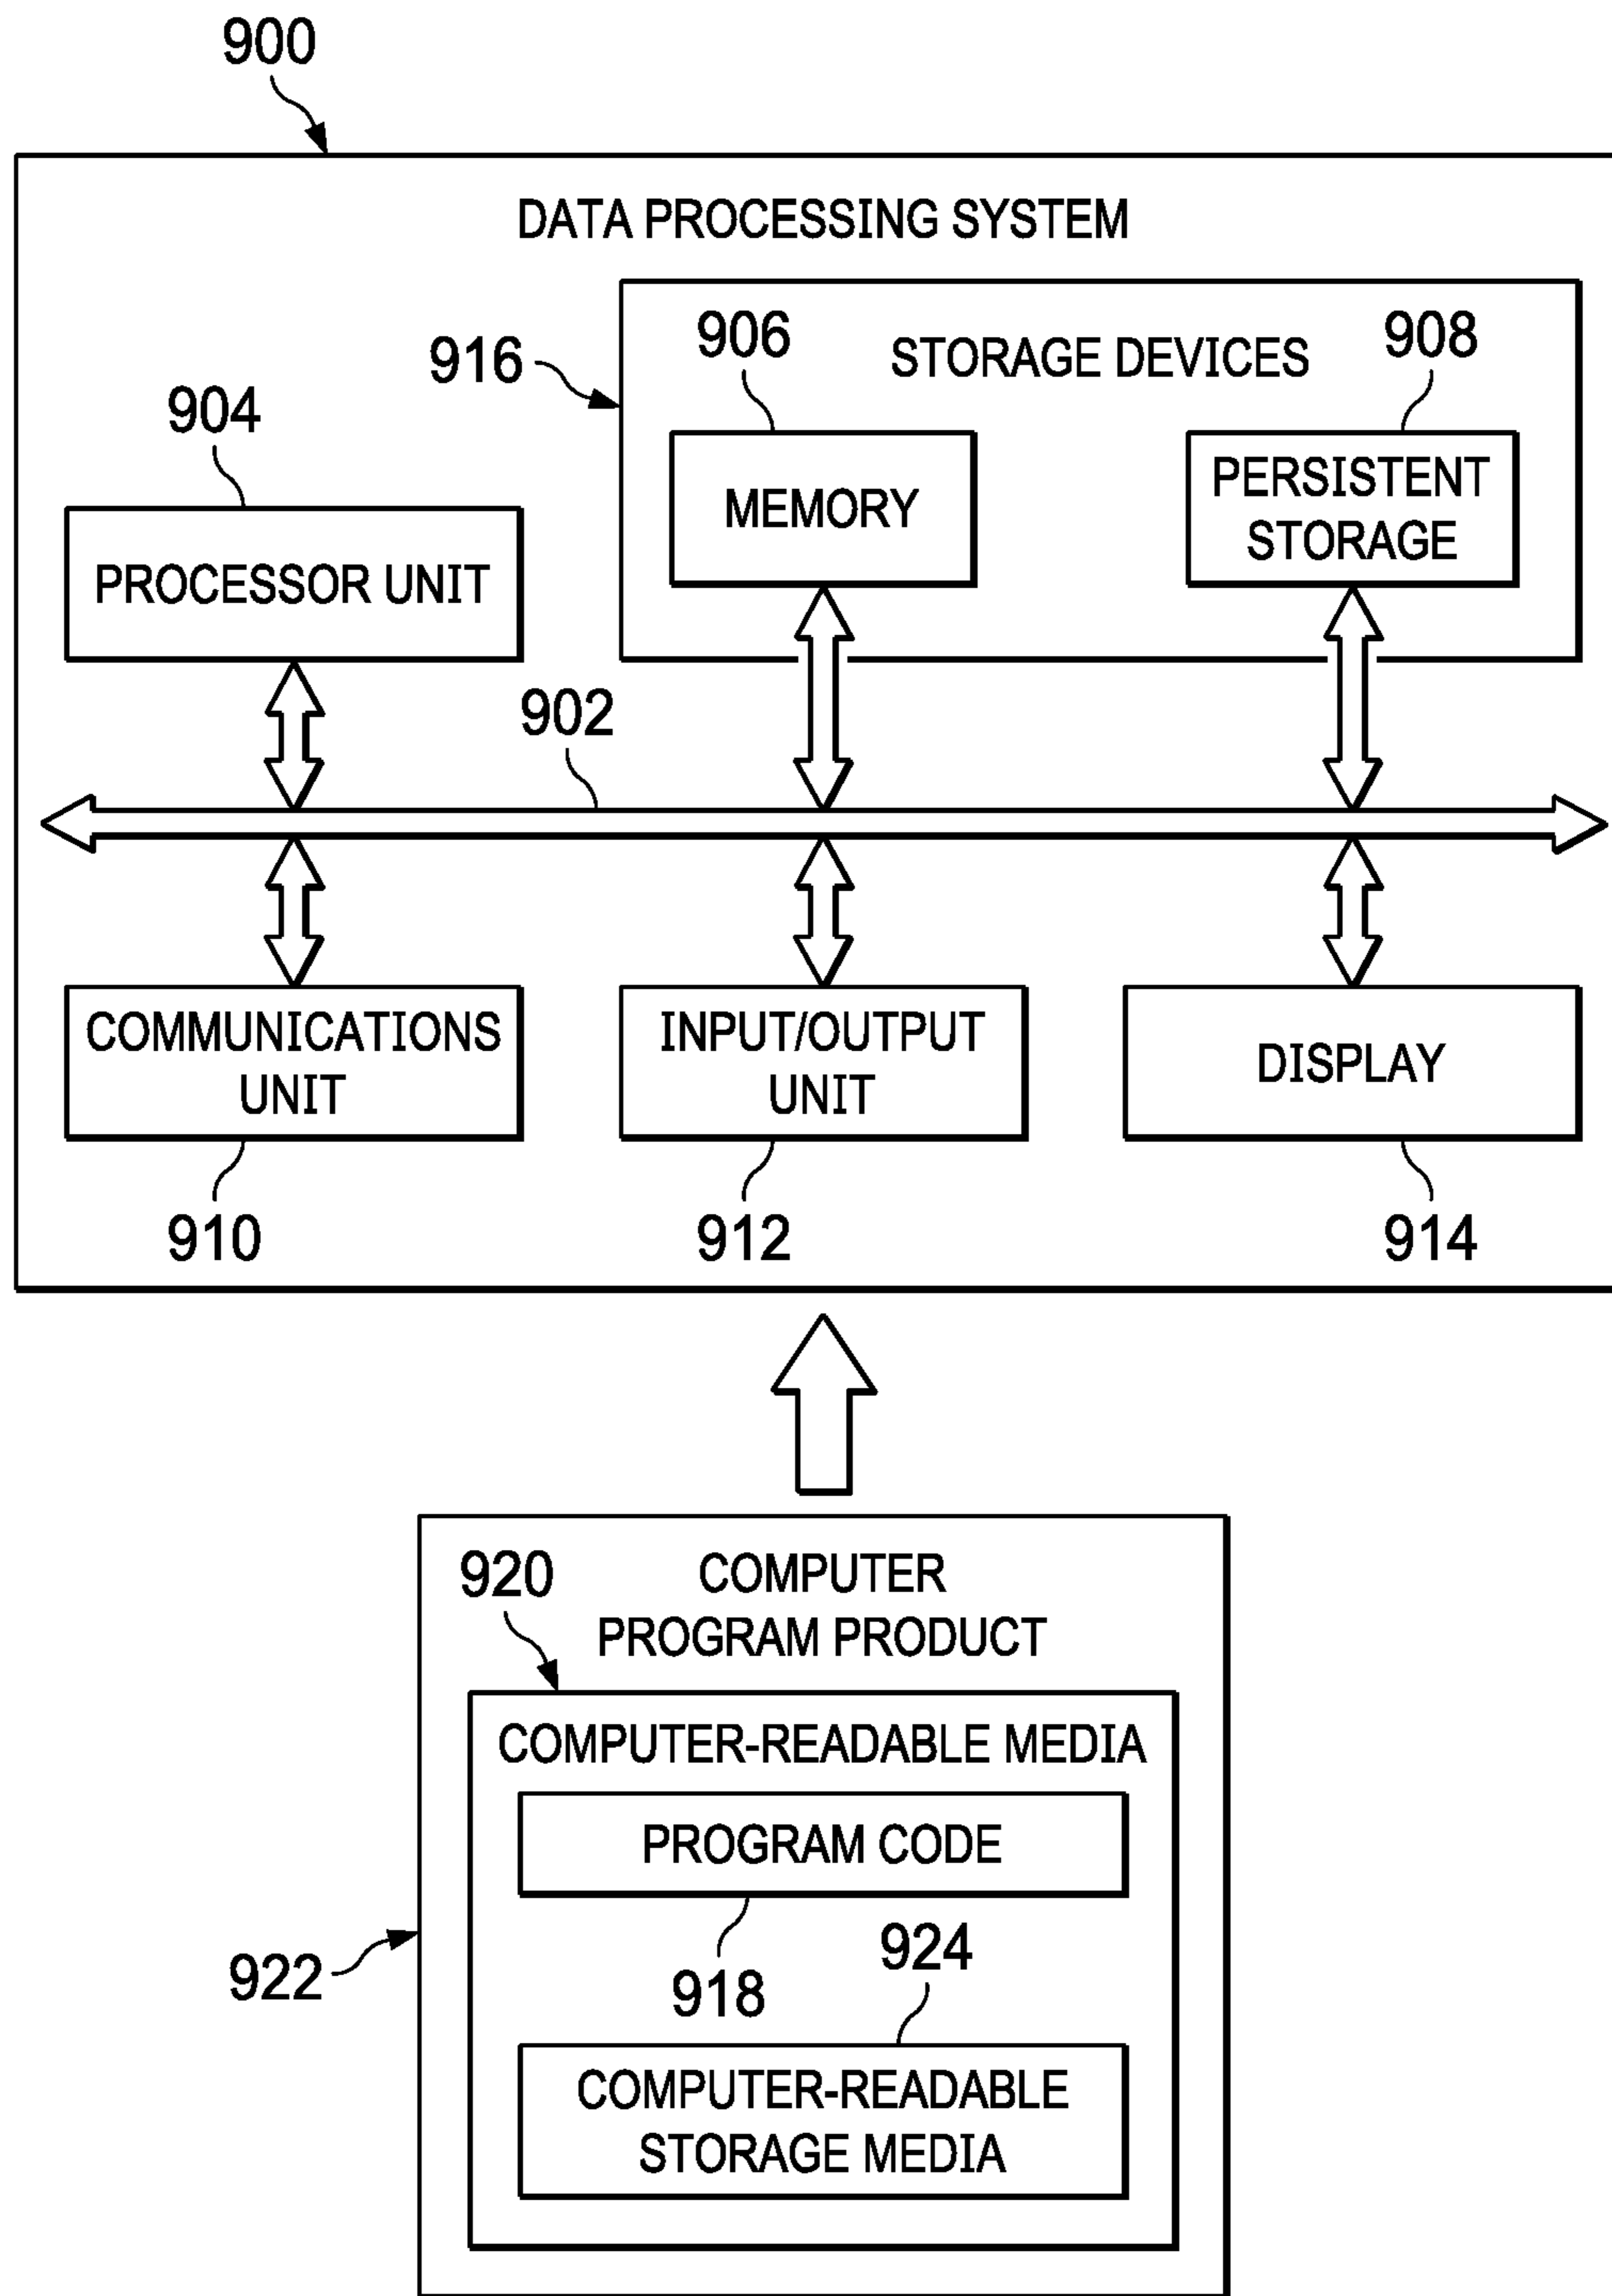 900
DATA PROCESSING SYSTEM
916
906
STORAGE DEVICES
908
904
MEMORY
PERSISTENT
STORAGE
PROCESSOR UNIT
902
COMMUNICATIONS
UNIT
INPUT/OUTPUT
UNIT
DISPLAY
910
912
914
920
COMPUTER
PROGRAM PRODUCT
COMPUTER-READABLE MEDIA
PROGRAM CODE
922
918
924
COMPUTER-READABLE
STORAGE MEDIA